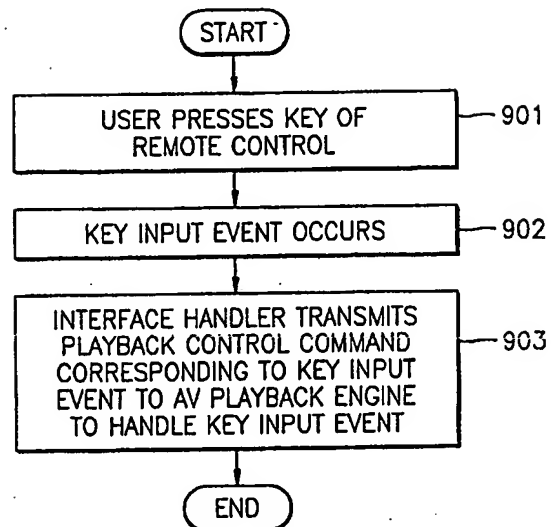 START
USER PRESSES KEY OF
REMOTE CONTROL
901
KEY INPUT EVENT OCCURS
902
INTERFACE HANDLER TRANSMITS
PLAYBACK CONTROL COMMAND
CORRESPONDING TO KEY INPUT
EVENT TO AV PLAYBACK ENGINE
TO HANDLE KEY INPUT EVENT
903
END